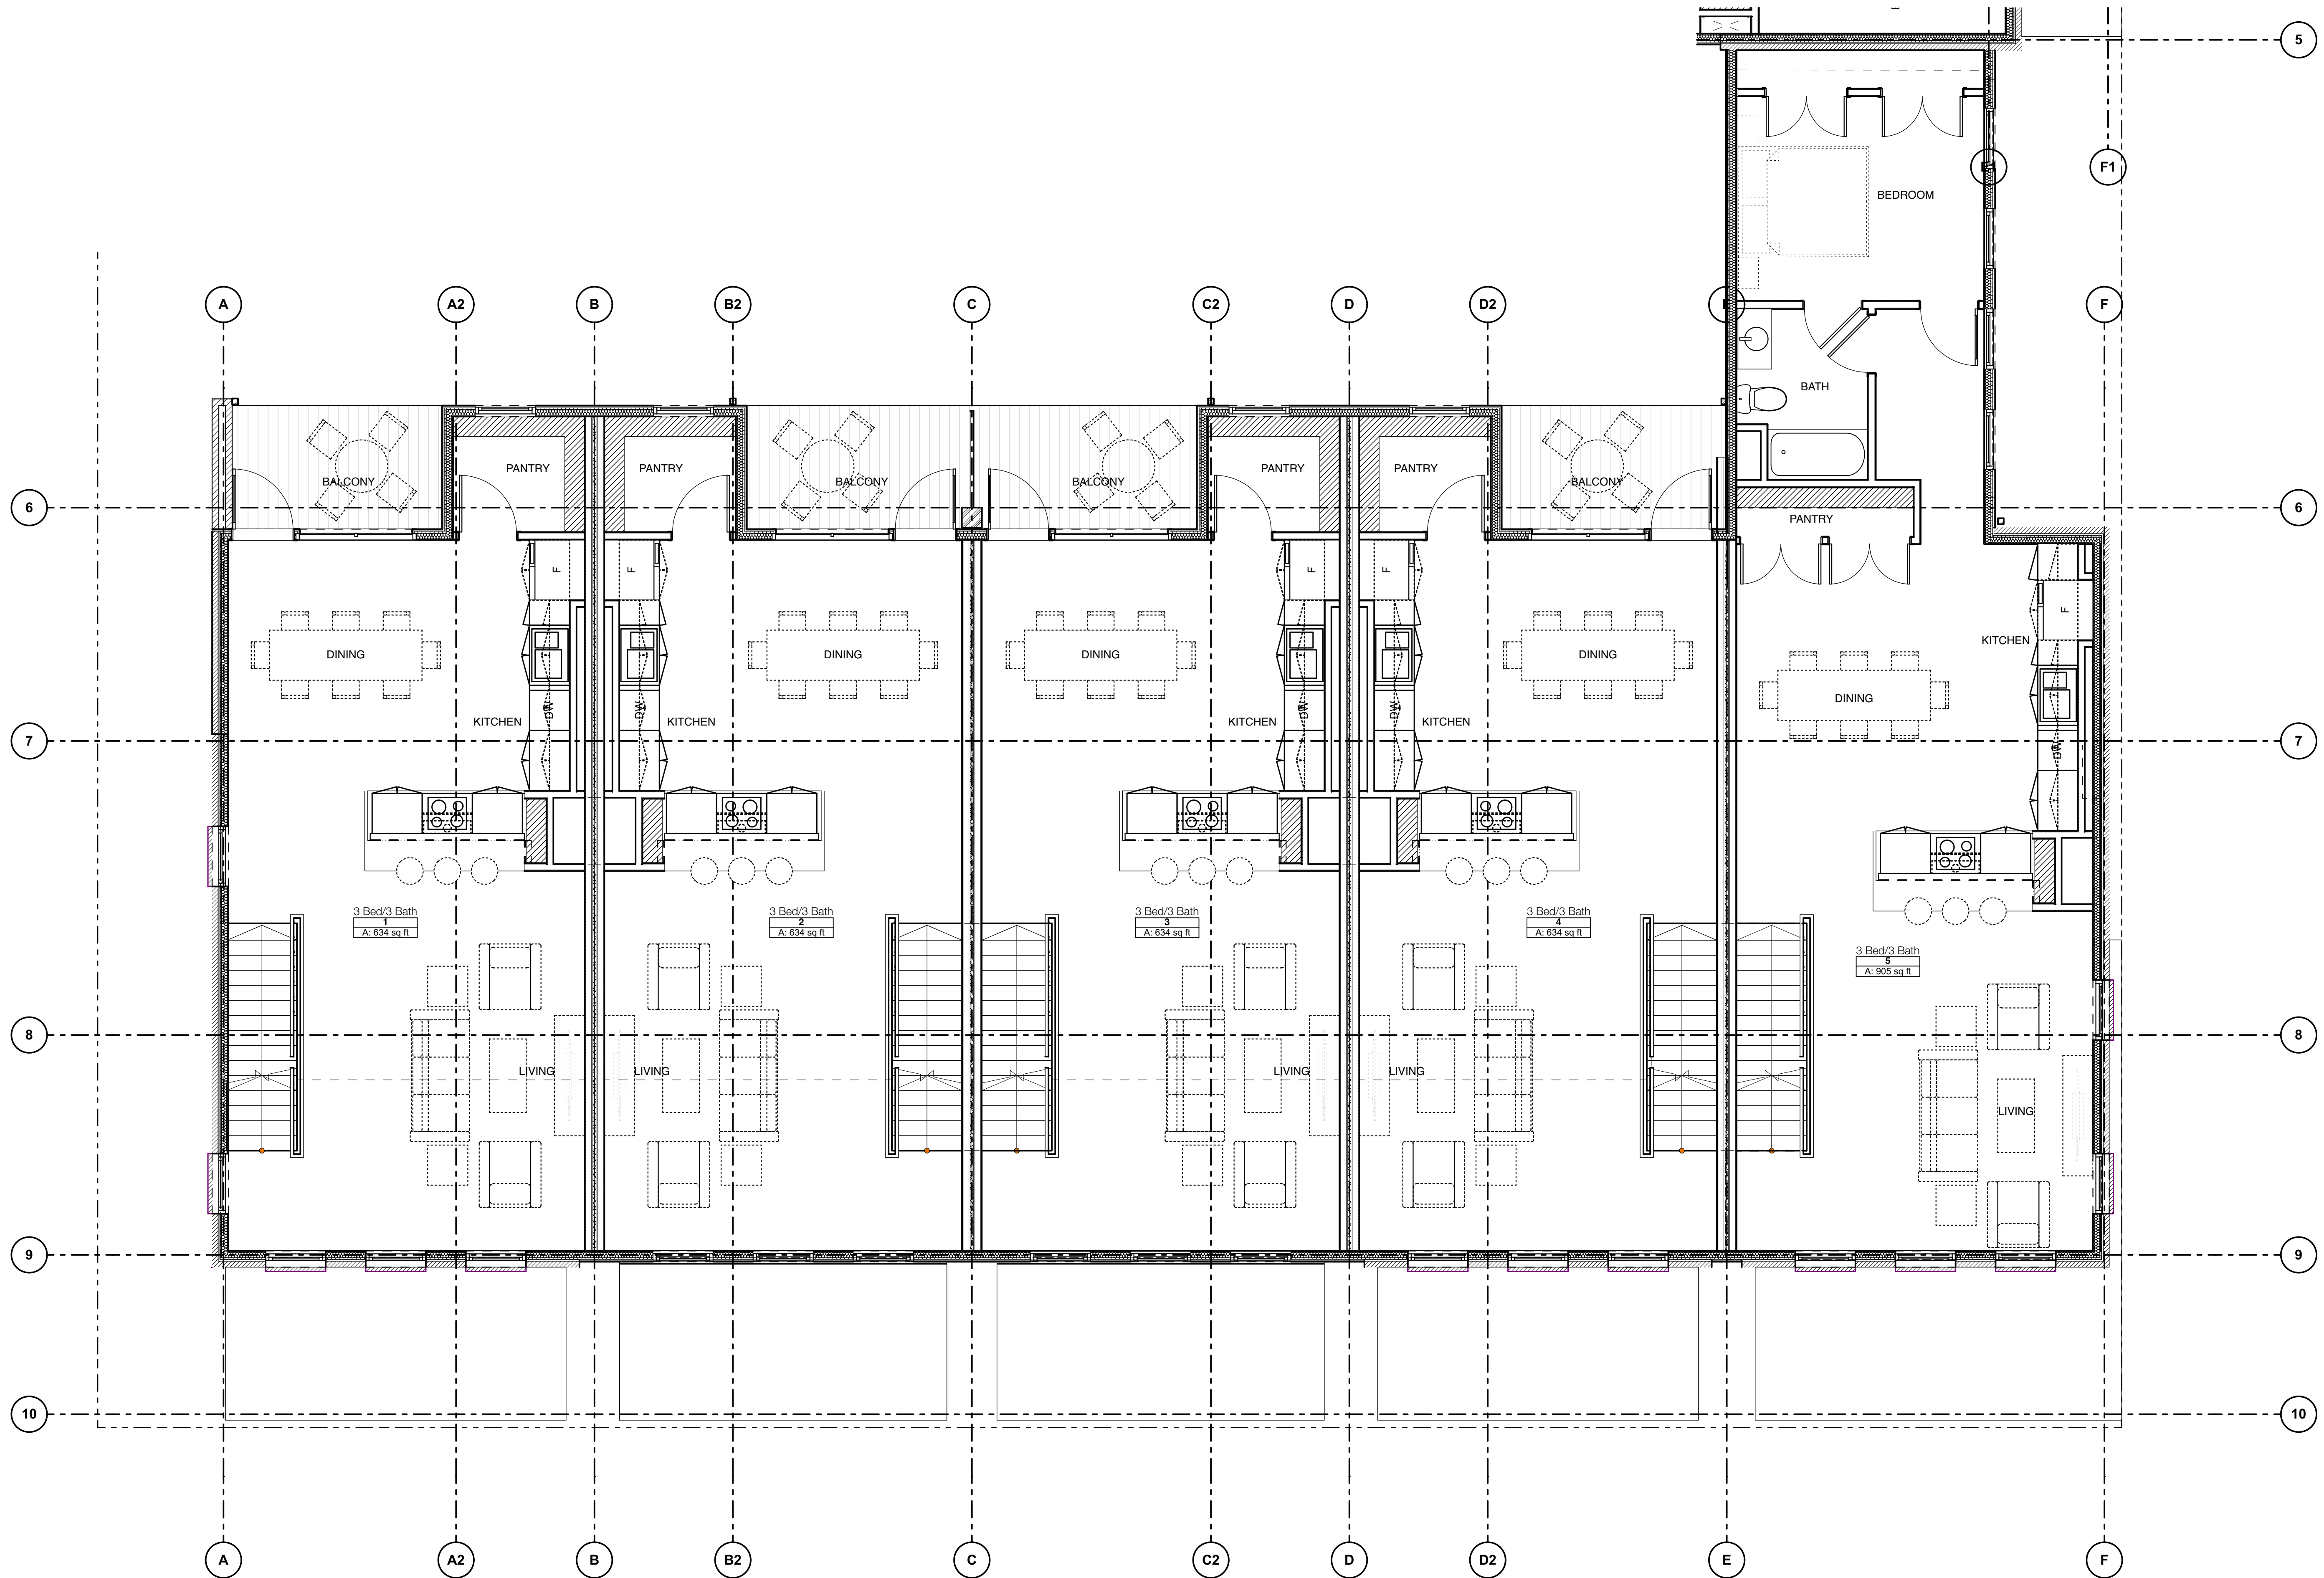 5
F1
BEDROOM
A
A2
B
B2
C
C2
D
D2
F
BATH
PANTRY
PANTRY
PANTRY
PANTRY
BALCONY
BALCONY
BALCONY
BALCONY
6
6
PANTRY
F
F
F
F
F
KITCHEN
DINING
DINING
DINING
DINING
DINING
DW
DW
DW
DW
KITCHEN
KITCHEN
KITCHEN
KITCHEN
7
7
DW
3 Bed/3 Bath
1
A: 634 sq ft
3 Bed/3 Bath
2
A: 634 sq ft
3 Bed/3 Bath
3
A: 634 sq ft
3 Bed/3 Bath
4
A: 634 sq ft
3 Bed/3 Bath
5
A: 905 sq ft
8
8
LIVING
LIVING
LIVING
LIVING
LIVING
9
9
10
10
A
A2
B
B2
C
C2
D
D2
E
F